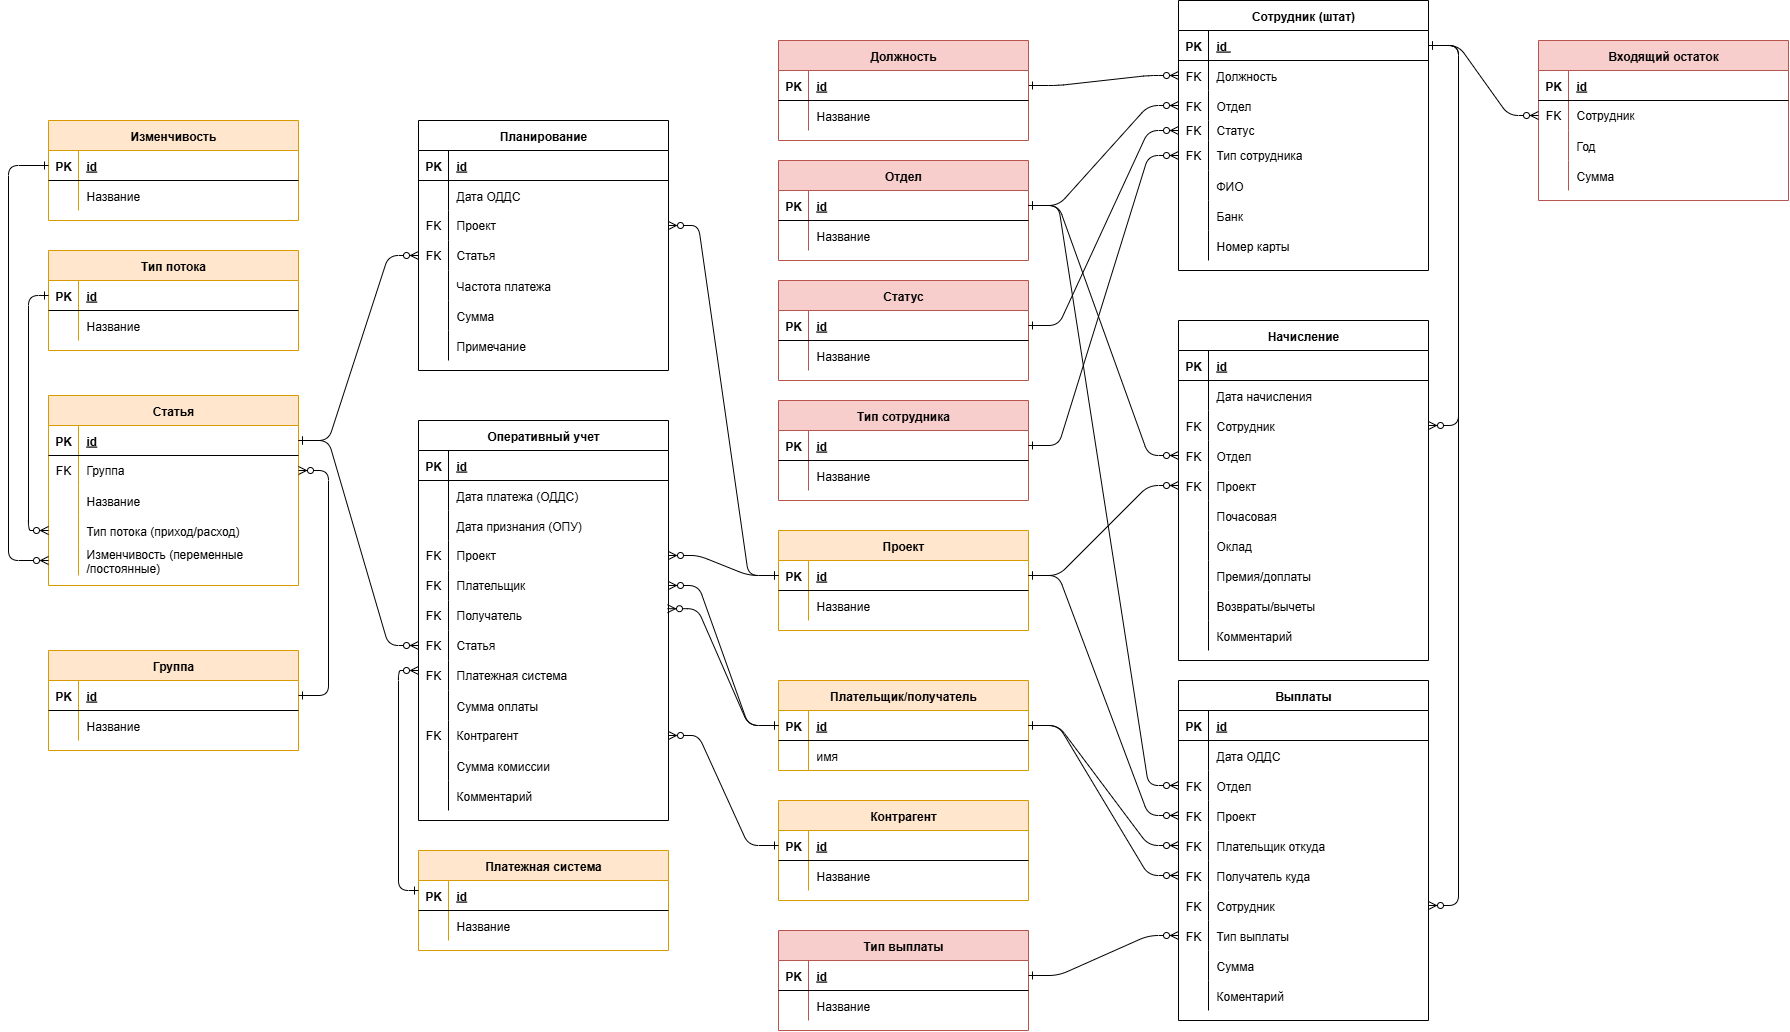 Изменчивость
PK id
Название
Тип потока
PK id
Название
Статья
PK id
FK Группа
Название
Тип потока (приход/расход)
Изменчивость (переменные
/постоянные)
Группа
PK id
Название
Планирование
PK id
Дата ОДДС
FK Проект
FK Статья
Частота платежа
Сумма
Примечание
Оперативный учет
PK id
Дата платежа (ОДДС)
Дата признания (ОПУ)
FK Проект
FK Плательщик
FK Получатель
FK Статья
FK Платежная система
Сумма оплаты
FK Контрагент
Сумма комиссии
Комментарий
Платежная система
PK id
Название
Должность
PK id
Название
Отдел
PK id
Название
Статус
PK id
Название
Тип сотрудника
PK id
Название
Проект
PK id
Название
Плательщик/получатель
PK id
имя
Контрагент
PK id
Название
Тип выплаты
PK id
Название
Сотрудник (штат)
PK id
FK Должность
FK Отдел
FK Статус
FK Тип сотрудника
ФИО
Банк
Номер карты
Начисление
PK id
Дата начисления
FK Сотрудник
FK Отдел
FK Проект
Почасовая
Оклад
Премия/доплаты
Возвраты/вычеты
Комментарий
Выплаты
PK id
Дата ОДДС
FK Отдел
FK Проект
FK Плательщик откуда
FK Получатель куда
FK Сотрудник
FK Тип выплаты
Сумма
Коментарий
Входящий остаток
PK id
FK Сотрудник
Год
Сумма